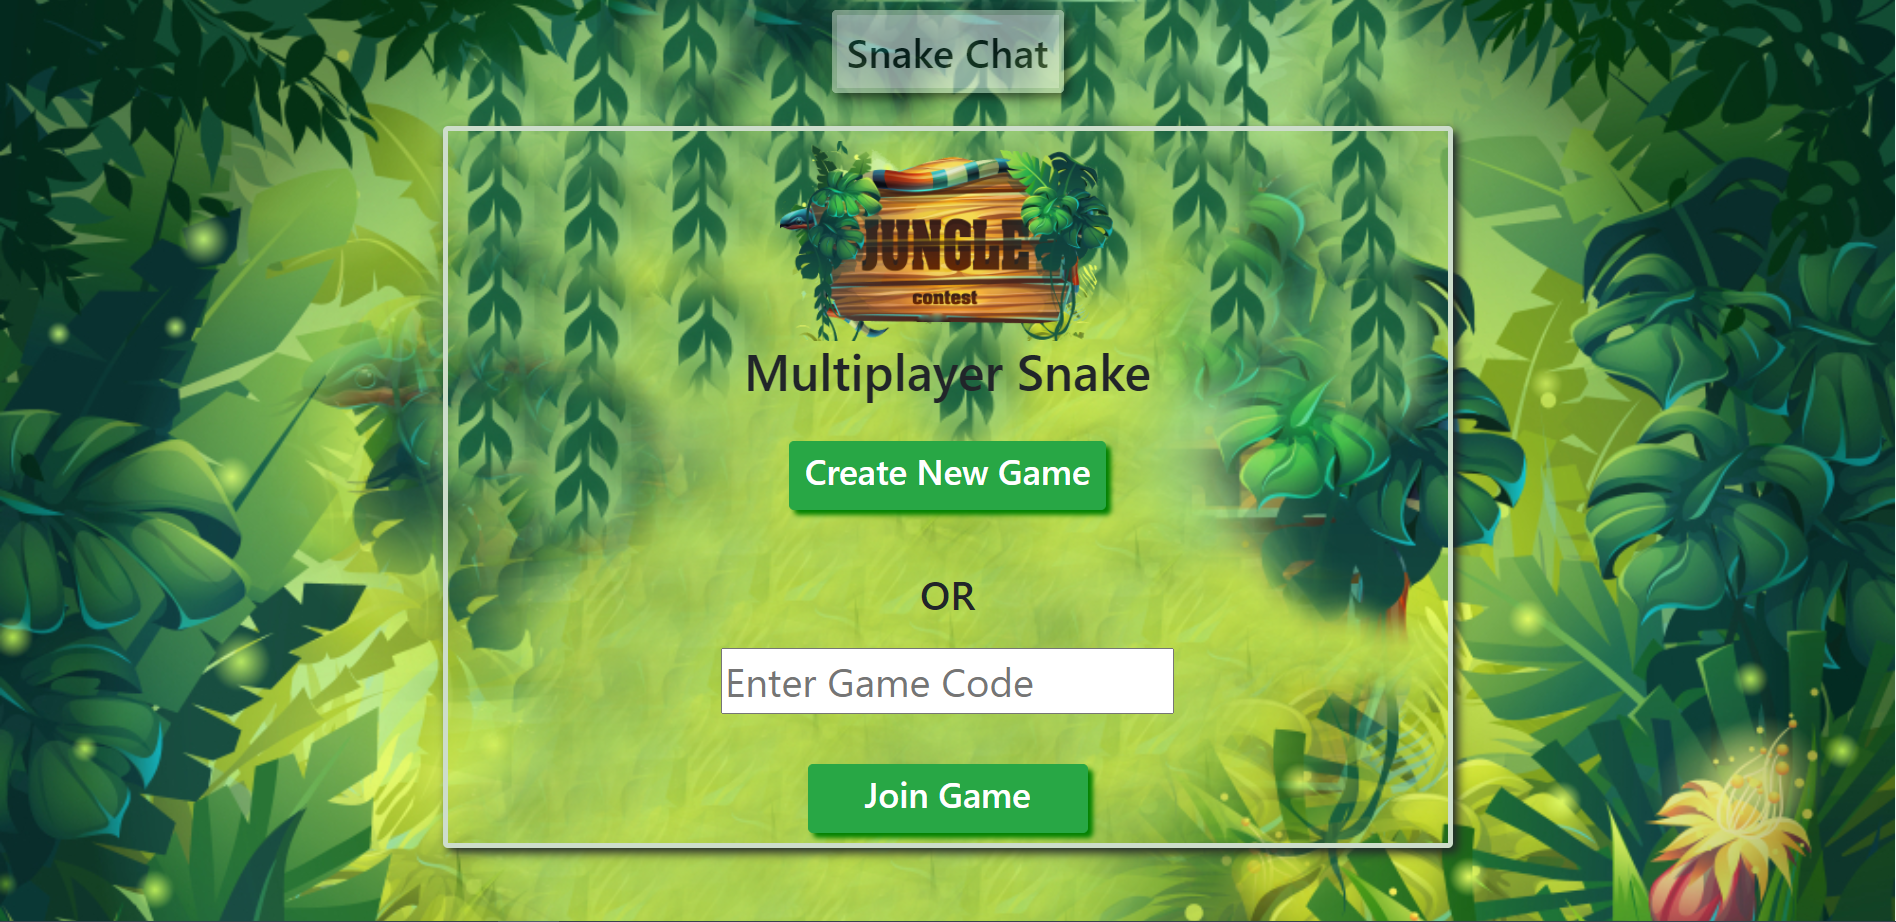 Snake Chat
JUNGLE
contest
Multiplayer Snake
Create New Game
OR
Enter Game Code
Join Game